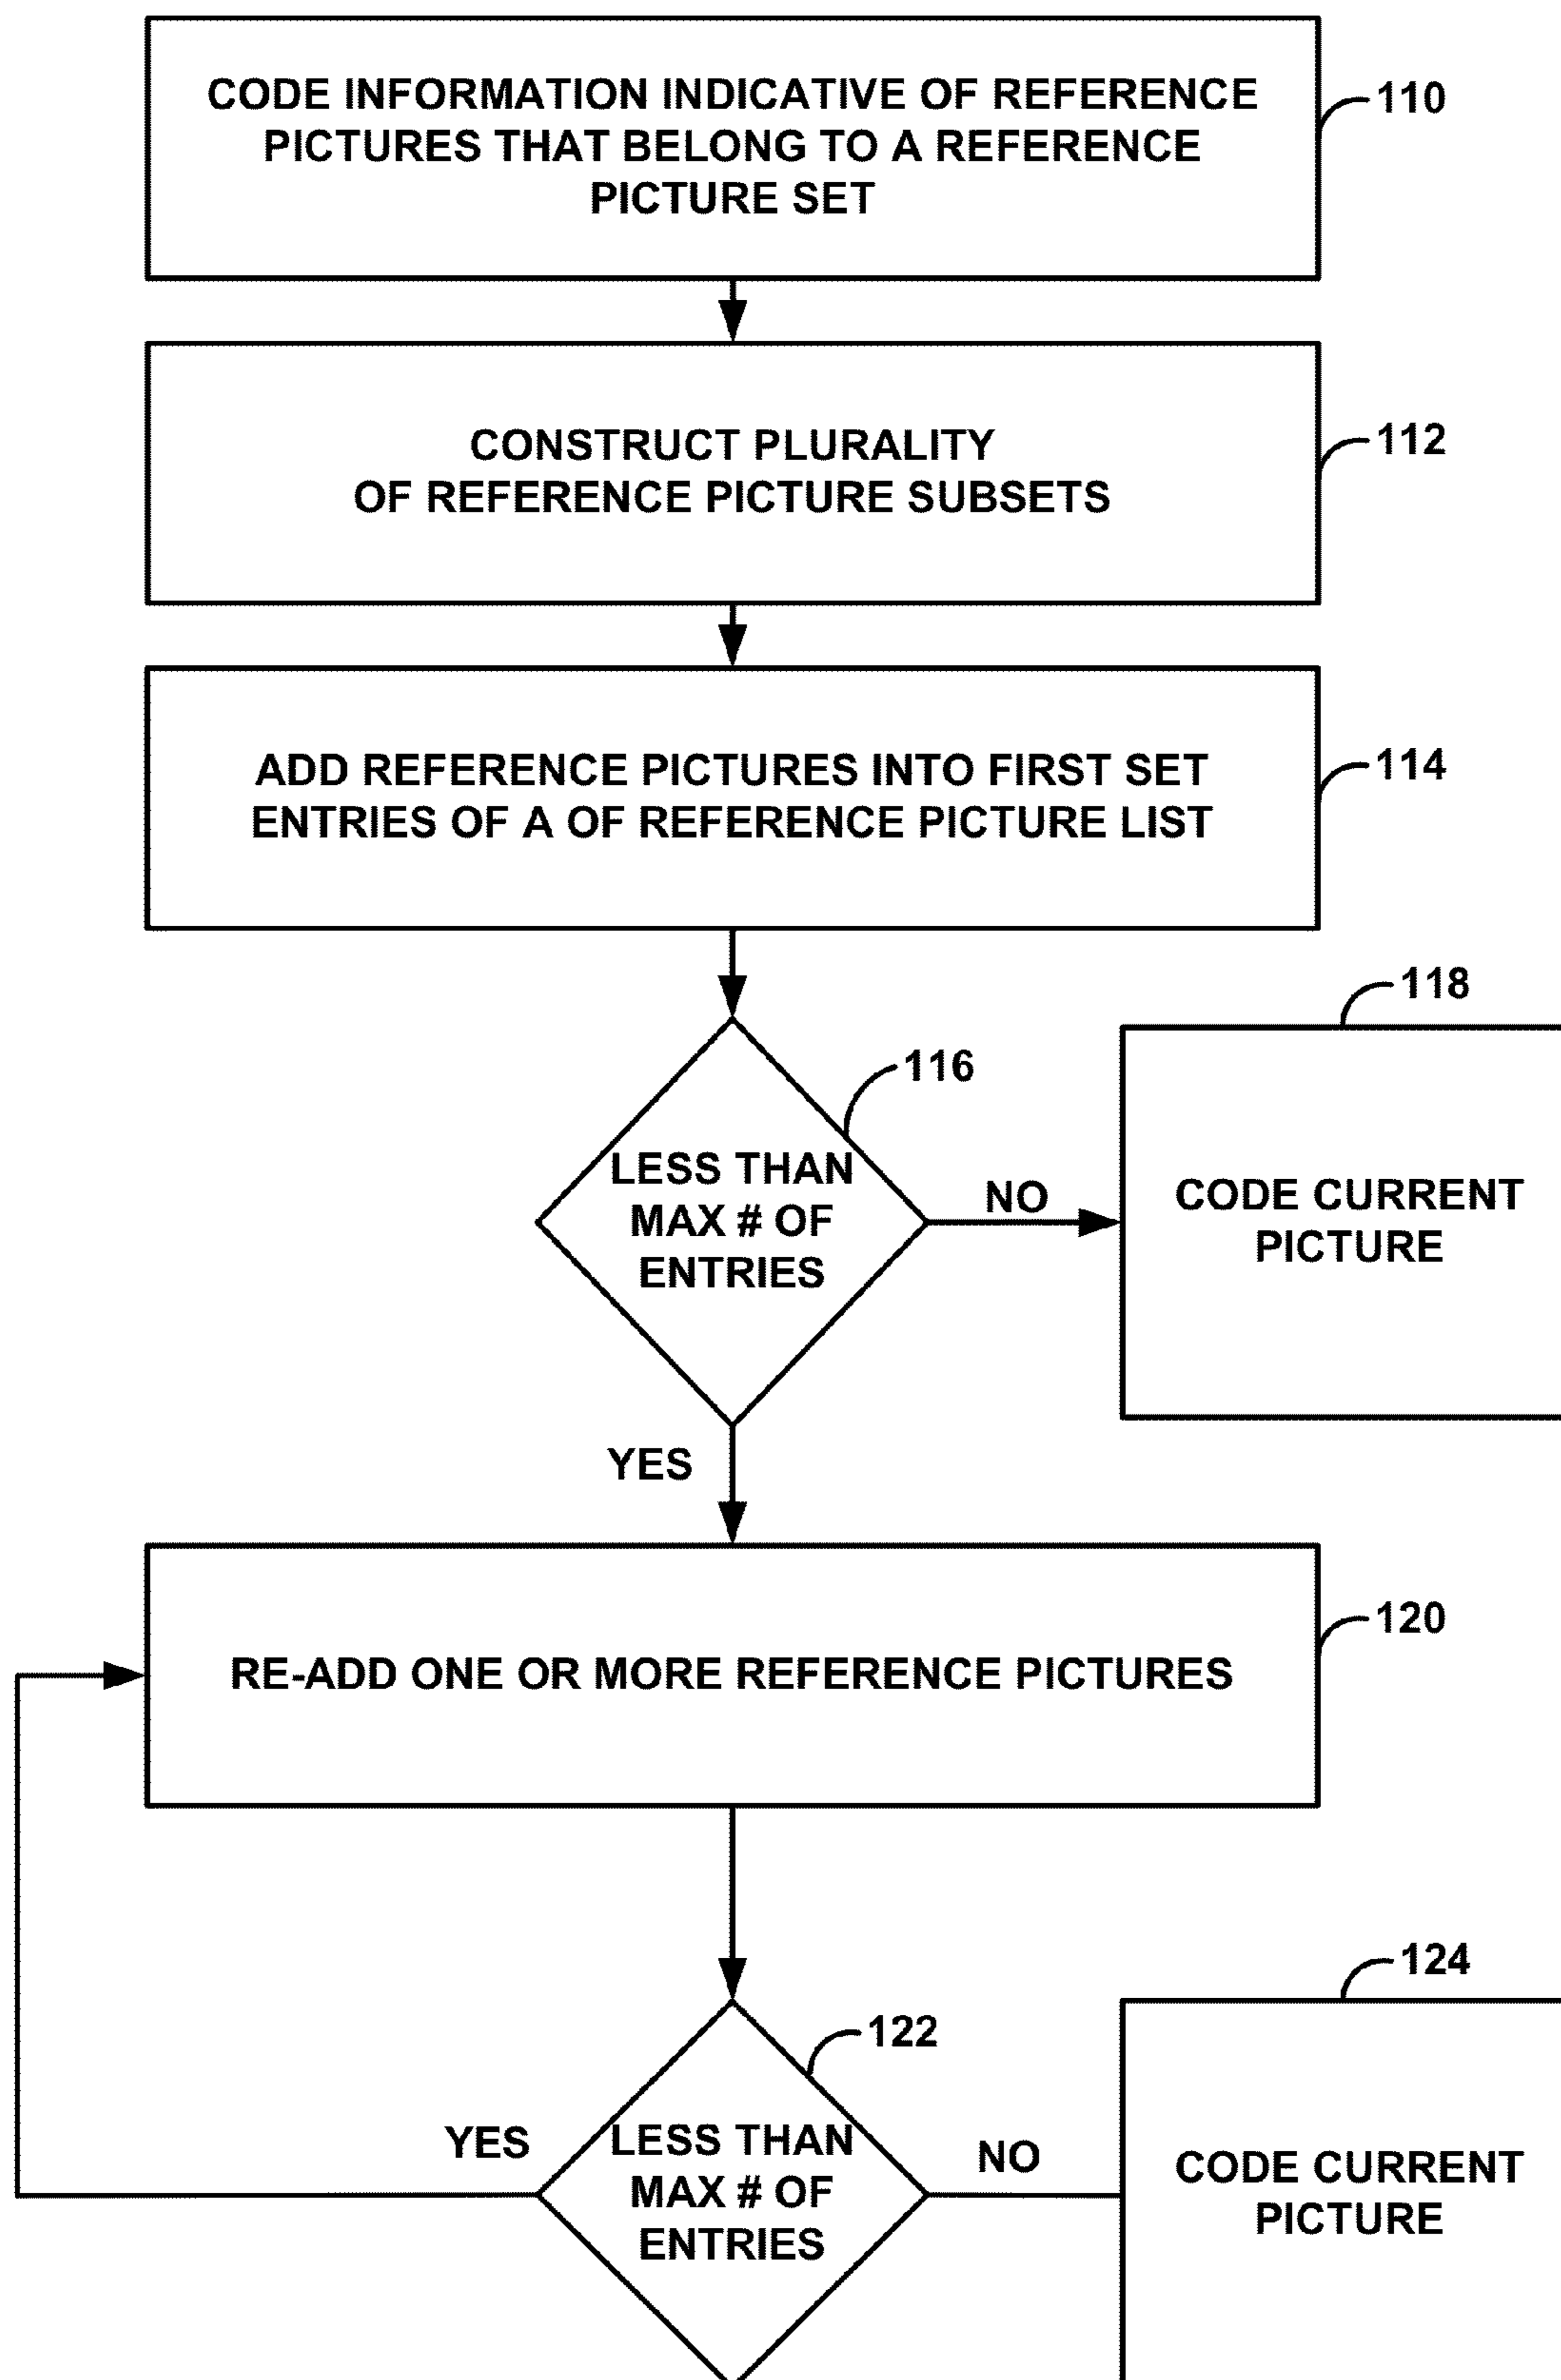 CODE INFORMATION INDICATIVE OF REFERENCE
PICTURES THAT BELONG TO A REFERENCE
PICTURE SET
110
CONSTRUCT PLURALITY
OF REFERENCE PICTURE SUBSETS
112
ADD REFERENCE PICTURES INTO FIRST SET
ENTRIES OF A OF REFERENCE PICTURE LIST
114
116
LESS THAN
MAX # OF
ENTRIES
NO
118
CODE CURRENT
PICTURE
YES
RE-ADD ONE OR MORE REFERENCE PICTURES
120
122
LESS THAN
MAX # OF
ENTRIES
YES
NO
124
CODE CURRENT
PICTURE